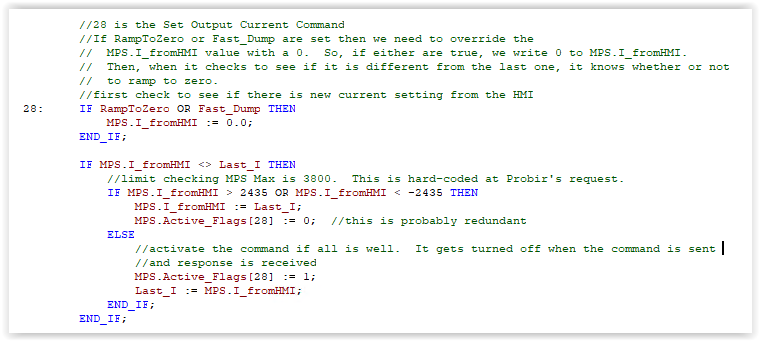 //28 is the Set Output Current Command
//If RampToZero or Fast_Dump are set then we need to override the
//  MPS.I_fromHMI value with a 0.  So, if either are true, we write 0 to MPS.I_fromHMI.
//  Then, when it checks to see if it is different from the last one, it knows whether or not
//  to ramp to zero.
//first check to see if there is new current setting from the HMI
28: IF RampToZero OR Fast_Dump THEN
MPS.I_fromHMI := 0.0;
END_IF;
IF MPS.I_fromHMI <> Last_I THEN
//limit checking MPS Max is 3800.  This is hard-coded at Probir's request.
IF MPS.I_fromHMI > 2435 OR MPS.I_fromHMI < -2435 THEN
MPS.I_fromHMI := Last_I;
MPS.Active_Flags[28] := 0;  //this is probably redundant
ELSE
//activate the command if all is well.  It gets turned off when the command is sent
//and response is received
MPS.Active_Flags[28] := 1;
Last_I := MPS.I_fromHMI;
END_IF;
END_IF;